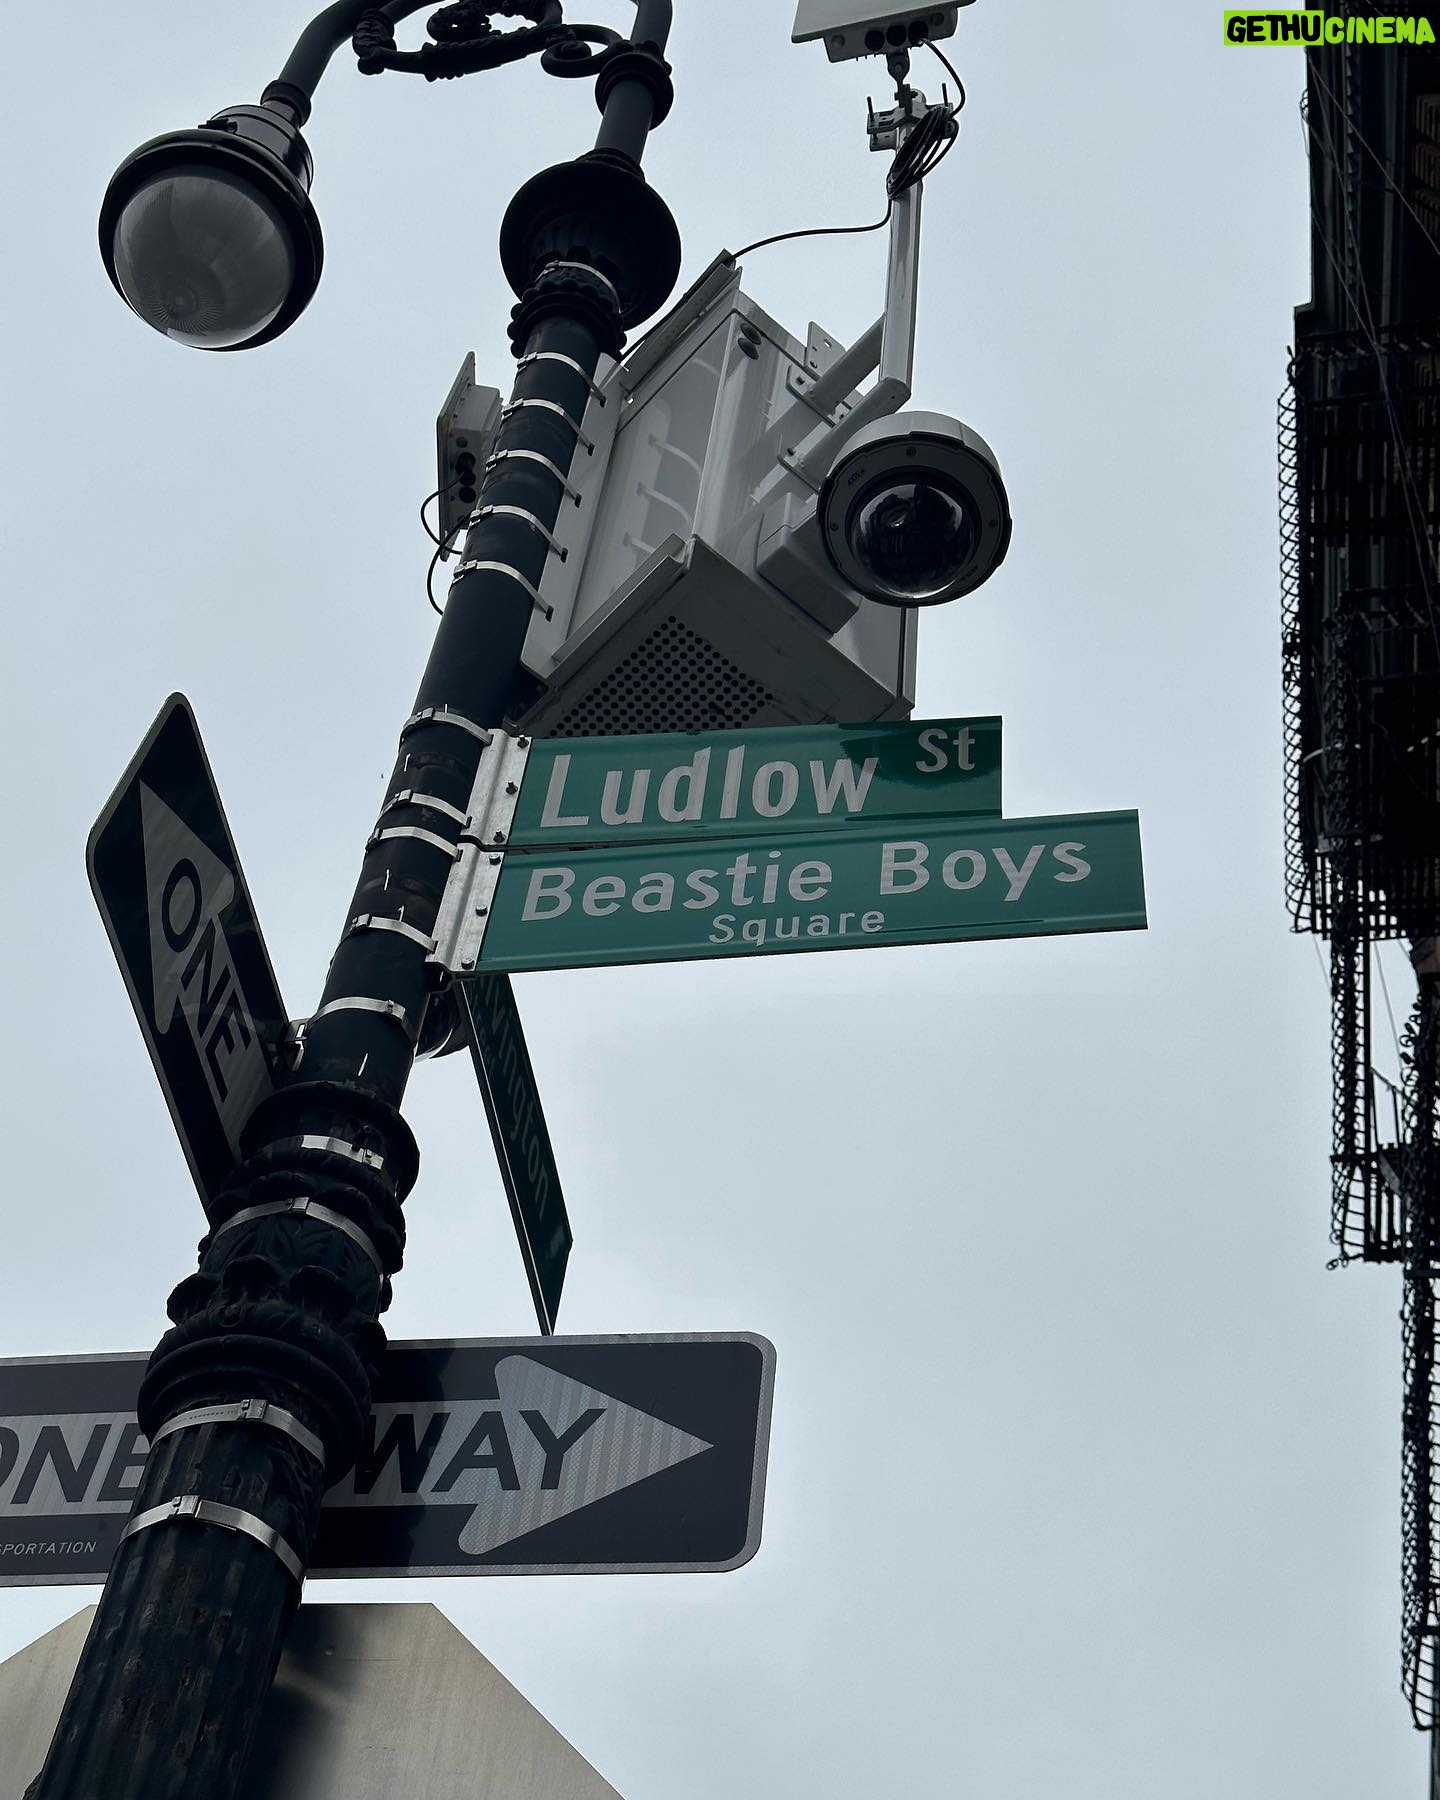 GETHUCINEMA
Ludlow St
Beastie Boys
Square
ONE
ONE WAY